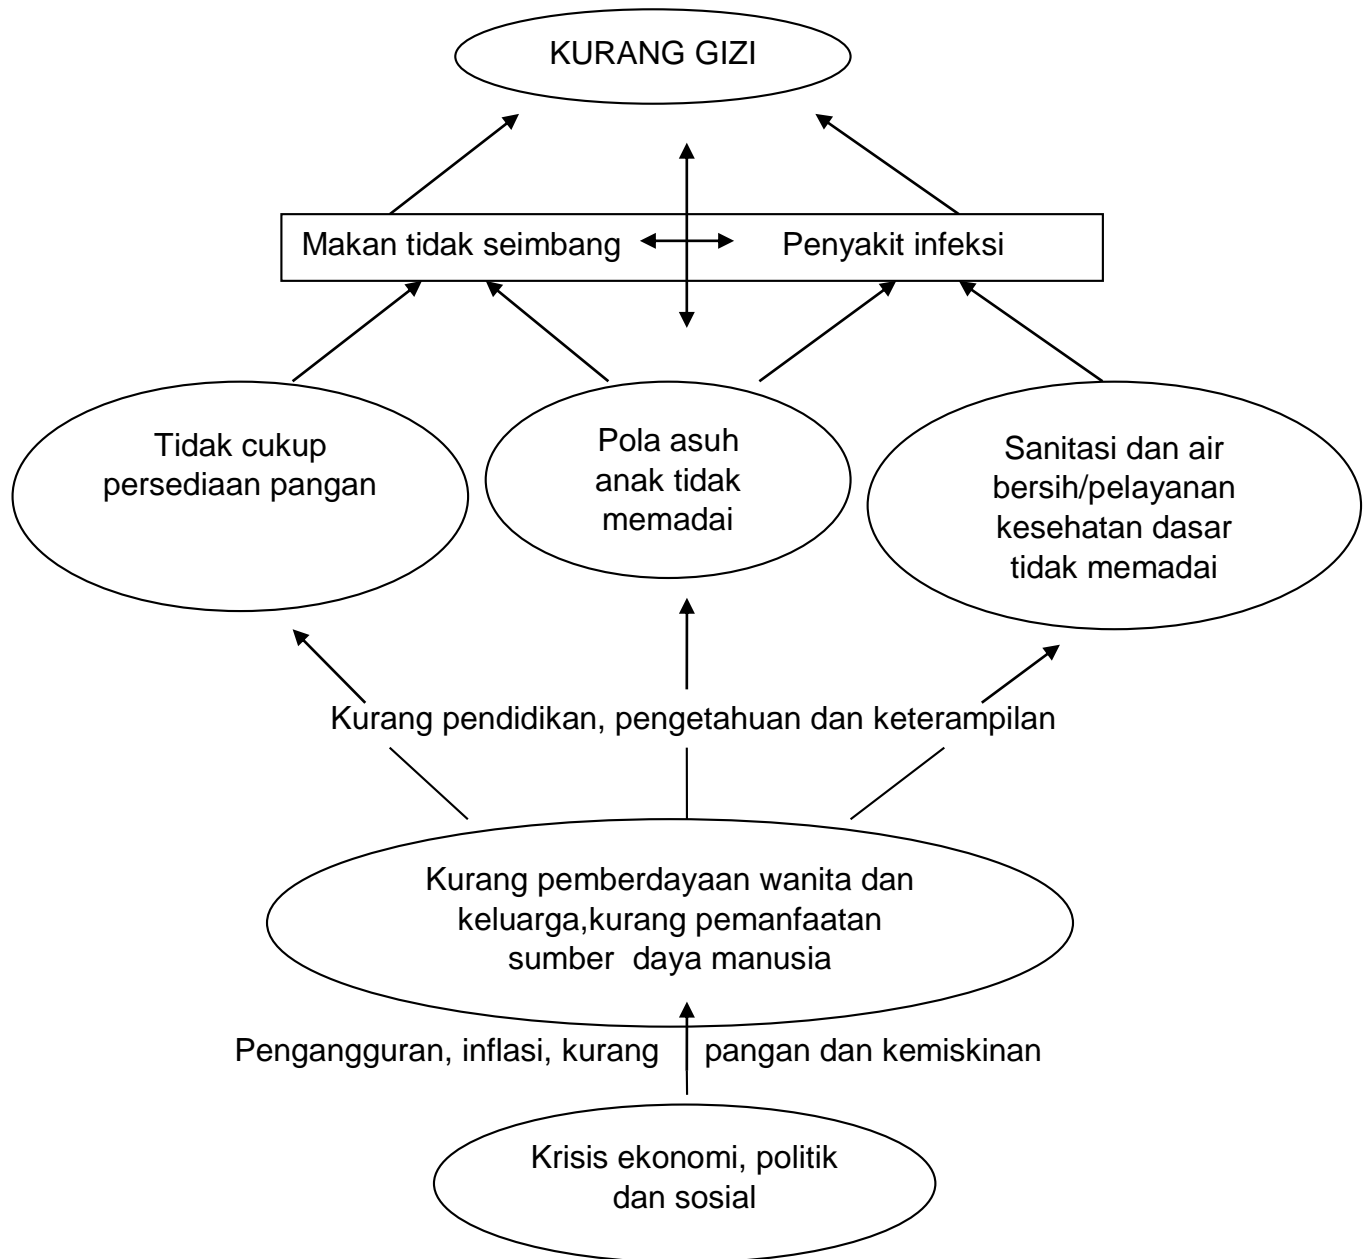 KURANG GIZI
Makan tidak seimbang
Penyakit infeksi
Tidak cukup
persediaan pangan
Pola asuh
anak tidak
memadai
Sanitasi dan air
bersih/pelayanan
kesehatan dasar
tidak memadai
Kurang pendidikan, pengetahuan dan keterampilan
Kurang pemberdayaan wanita dan
keluarga,kurang pemanfaatan
sumber  daya manusia
Pengangguran, inflasi, kurang pangan dan kemiskinan
Krisis ekonomi, politik
dan sosial